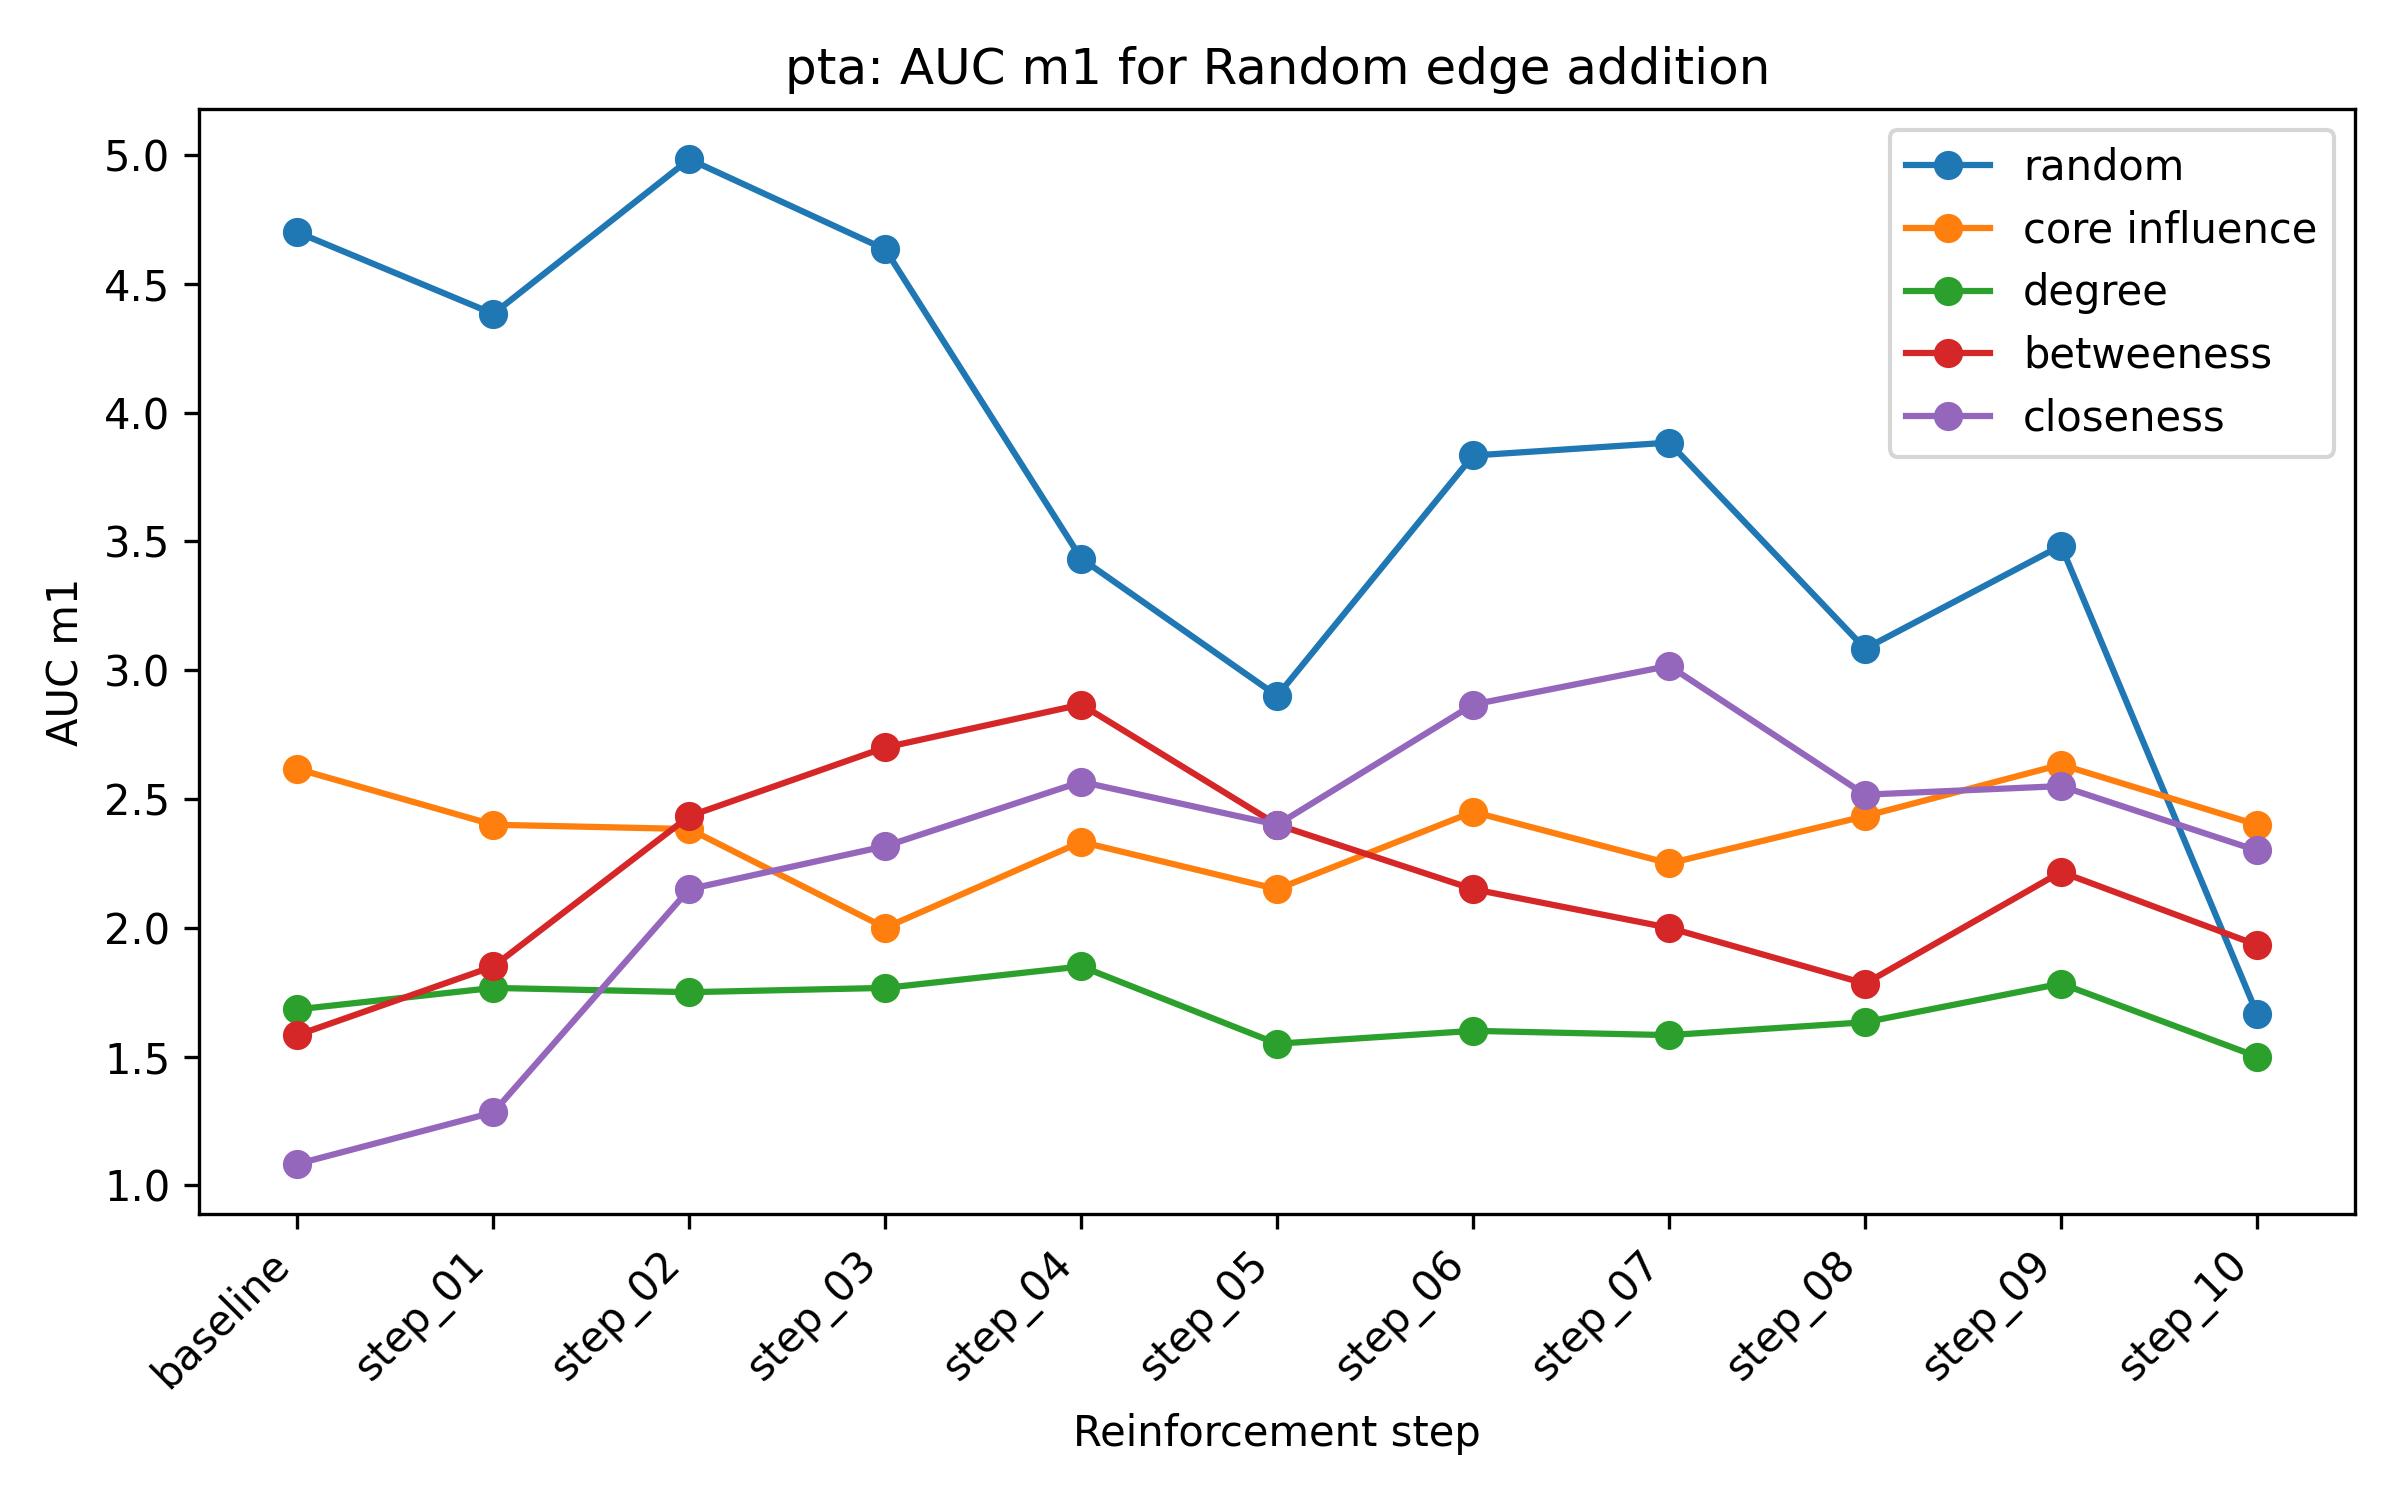 pta: AUC m1 for Random edge addition
random
core influence
degree
betweeness
closeness
AUC m1
5.0
4.5
4.0
3.5
3.0
2.5
2.0
1.5
1.0
baseline
step_01
step_02
step_03
step_04
step_05
step_06
step_07
step_08
step_09
step_10
Reinforcement step